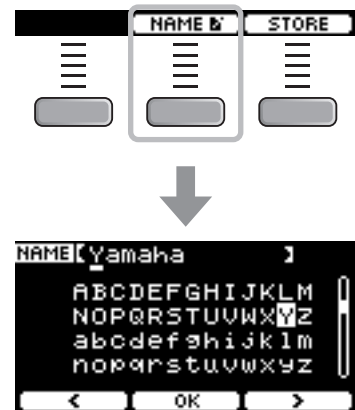 NAME STORE
NAME [Yamaha ]
ABCDEFGHIJKLM
NOPQRSTUVWXYZ
abcdefghijklm
nopqrstuvwxyz
< OK >